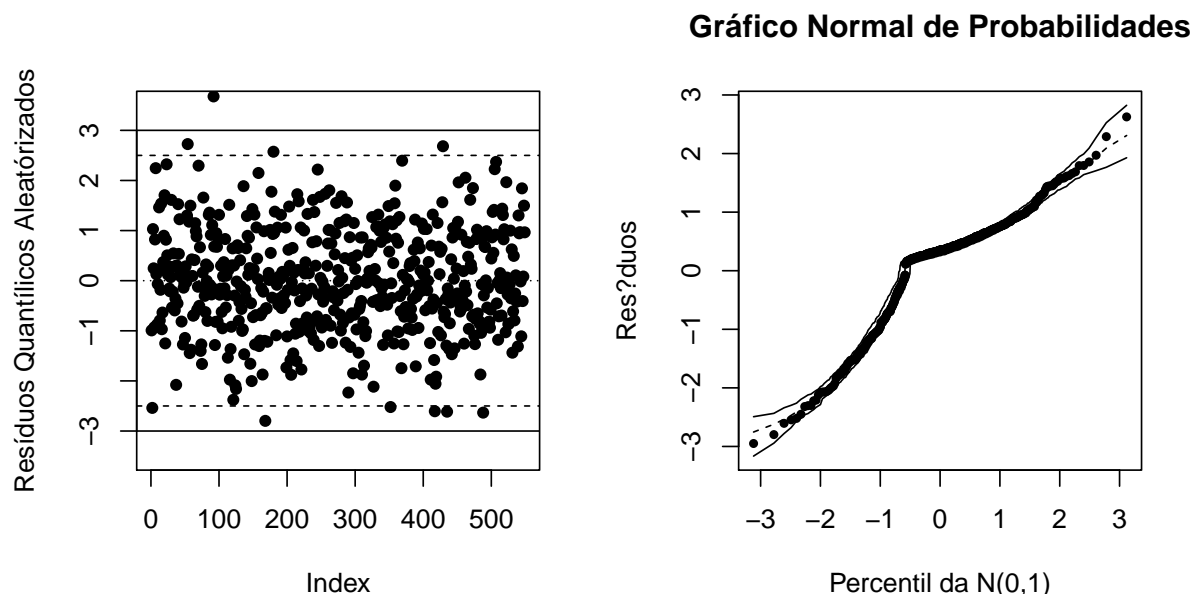 Resíduos Quantílicos Aleatórizados
3
2
1
0
−1
−3
0 100 200 300 400 500
Index
Gráfico Normal de Probabilidades
Res?duos
3
2
1
0
−1
−2
−3
−3 −2 −1 0 1 2 3
Percentil da N(0,1)